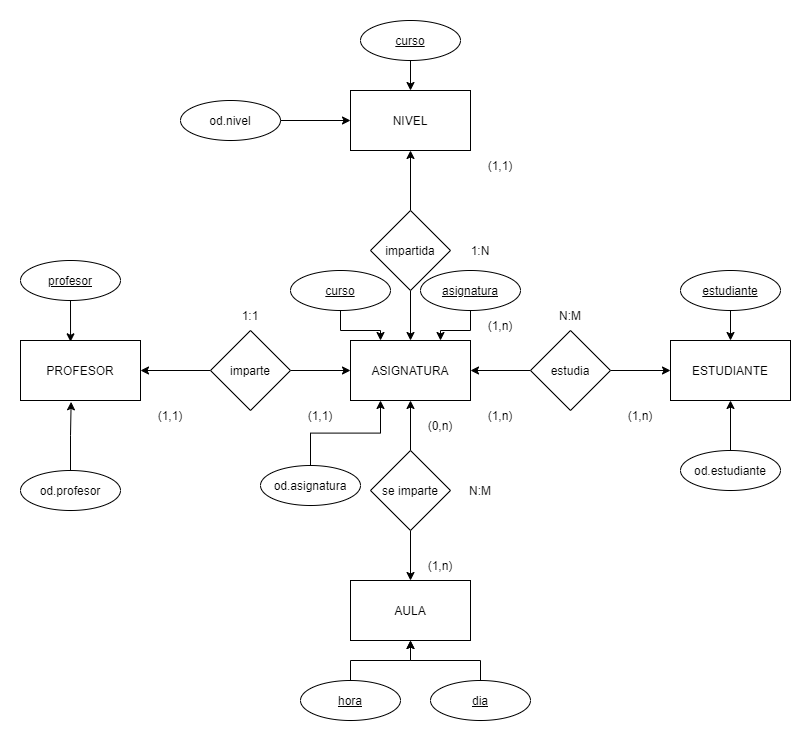 curso
od.nivel
NIVEL
(1,1)
impartida
1:N
profesor
curso
asignatura
estudiante
1:1
(1,n)
N:M
PROFESOR
imparte
ASIGNATURA
estudia
ESTUDIANTE
(1,1)
(1,1)
(0,n)
(1,n)
(1,n)
od.profesor
od.asignatura
se imparte
N:M
od.estudiante
(1,n)
AULA
hora
dia